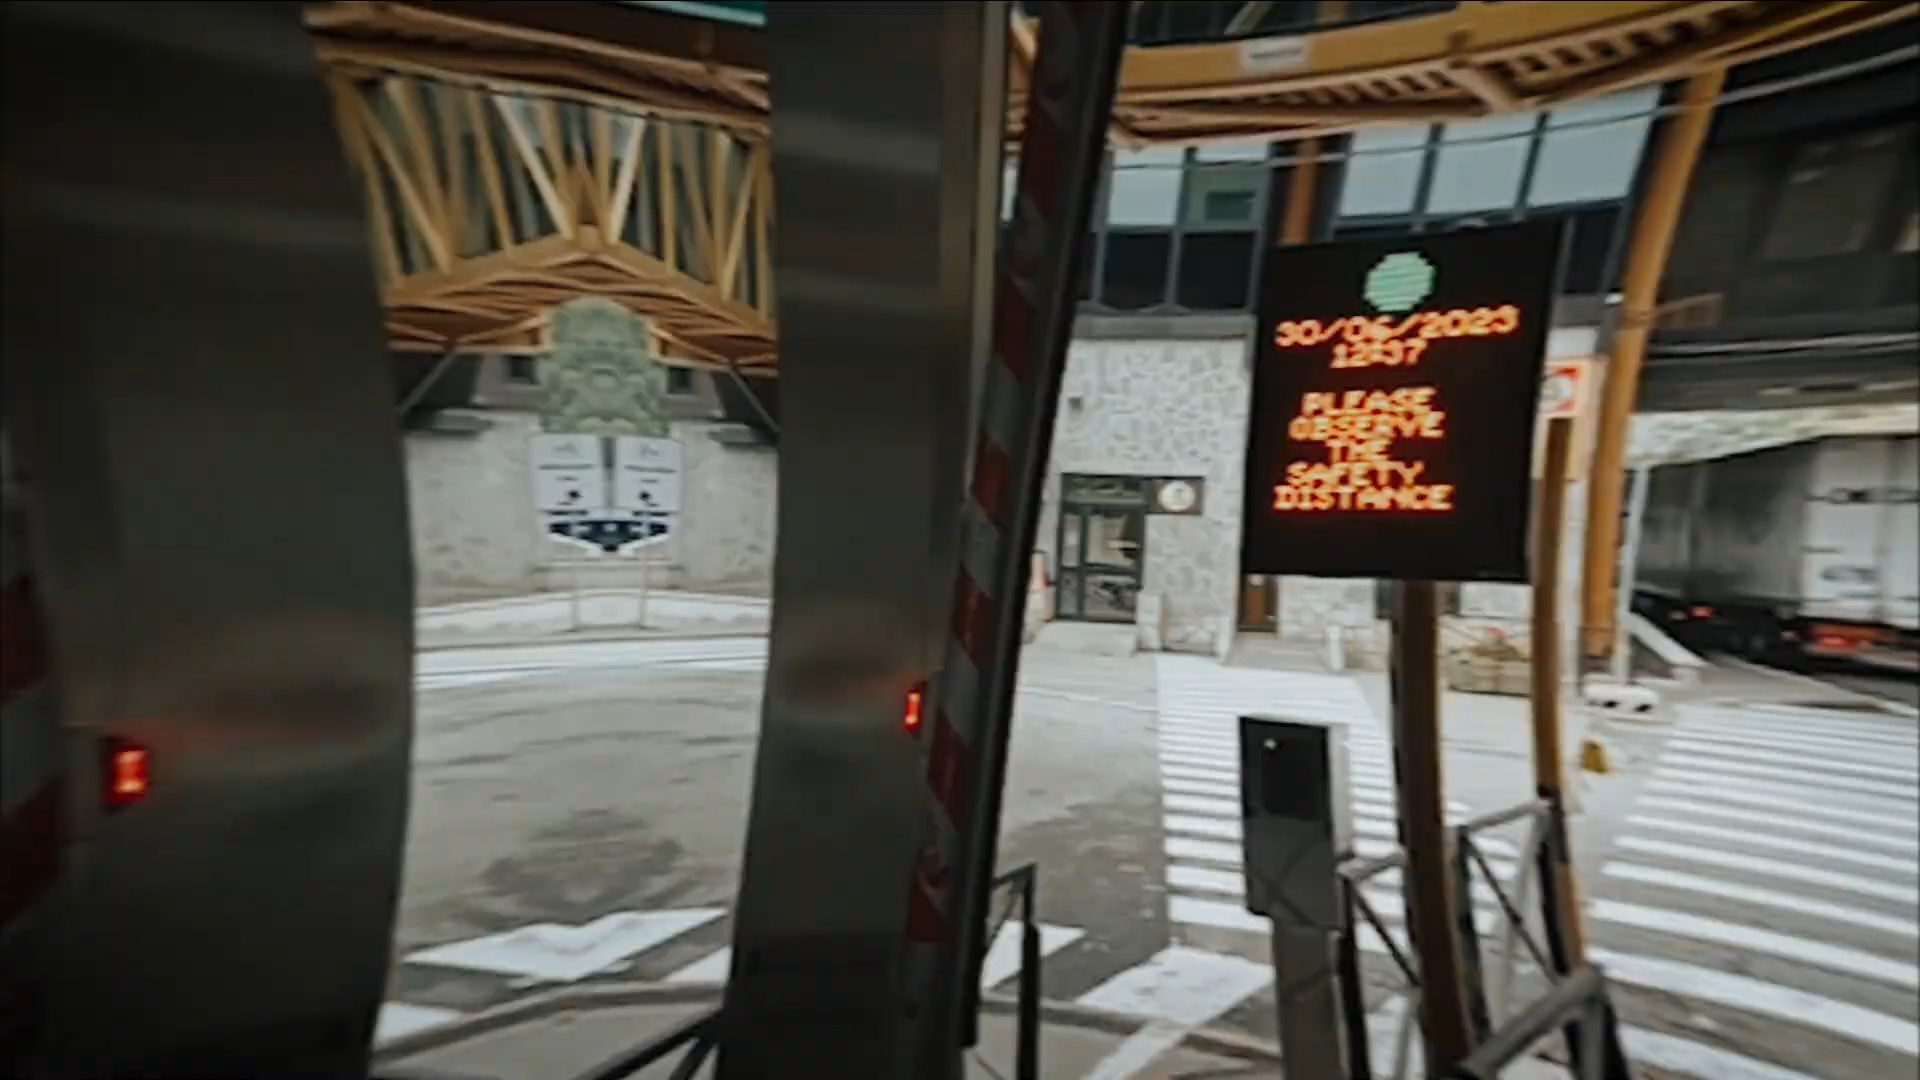 30/06/2023
12:37
PLEASE
OBSERVE
THE
SAFETY
DISTANCE